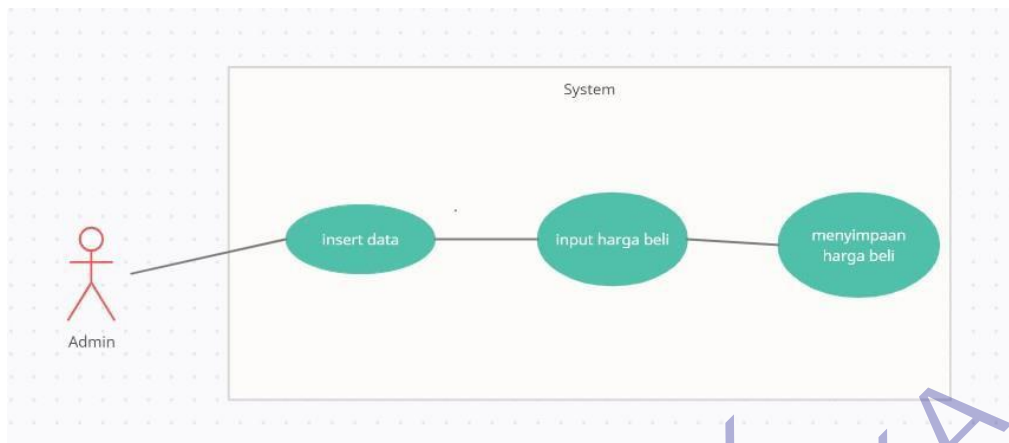 System
insert data
input harga beli
menyimpaan
harga beli
Admin